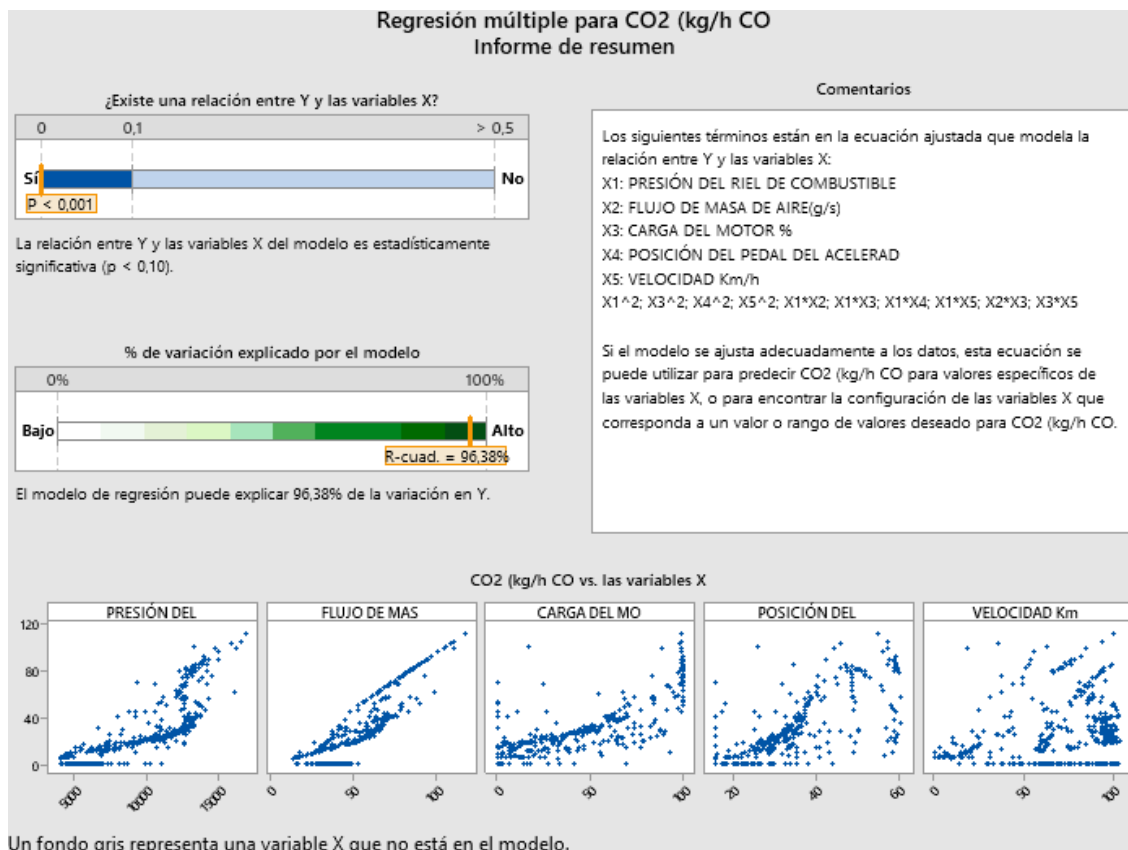 Regresión múltiple para CO2 (kg/h CO
Informe de resumen
¿Existe una relación entre Y y las variables X?
0 0,1 > 0,5
Sí No
P < 0,001
La relación entre Y y las variables X del modelo es estadísticamente
significativa (p < 0,10).
% de variación explicado por el modelo
0% 100%
Bajo Alto
R-cuad. = 96,38%
El modelo de regresión puede explicar 96,38% de la variación en Y.
Comentarios
Los siguientes términos están en la ecuación ajustada que modela la
relación entre Y y las variables X:
X1: PRESIÓN DEL RIEL DE COMBUSTIBLE
X2: FLUJO DE MASA DE AIRE(g/s)
X3: CARGA DEL MOTOR %
X4: POSICIÓN DEL PEDAL DEL ACELERAD
X5: VELOCIDAD Km/h
X1^2; X3^2; X4^2; X5^2; X1*X2; X1*X3; X1*X4; X1*X5; X2*X3; X3*X5
Si el modelo se ajusta adecuadamente a los datos, esta ecuación se
puede utilizar para predecir CO2 (kg/h CO para valores específicos de
las variables X, o para encontrar la configuración de las variables X que
corresponda a un valor o rango de valores deseado para CO2 (kg/h CO.
CO2 (kg/h CO vs. las variables X
PRESIÓN DEL FLUJO DE MAS CARGA DEL MO POSICIÓN DEL VELOCIDAD Km
120
80
40
0
5000 10000 15000 0 50 100 0 50 100 20 40 60 0 50 100
Un fondo gris representa una variable X que no está en el modelo.